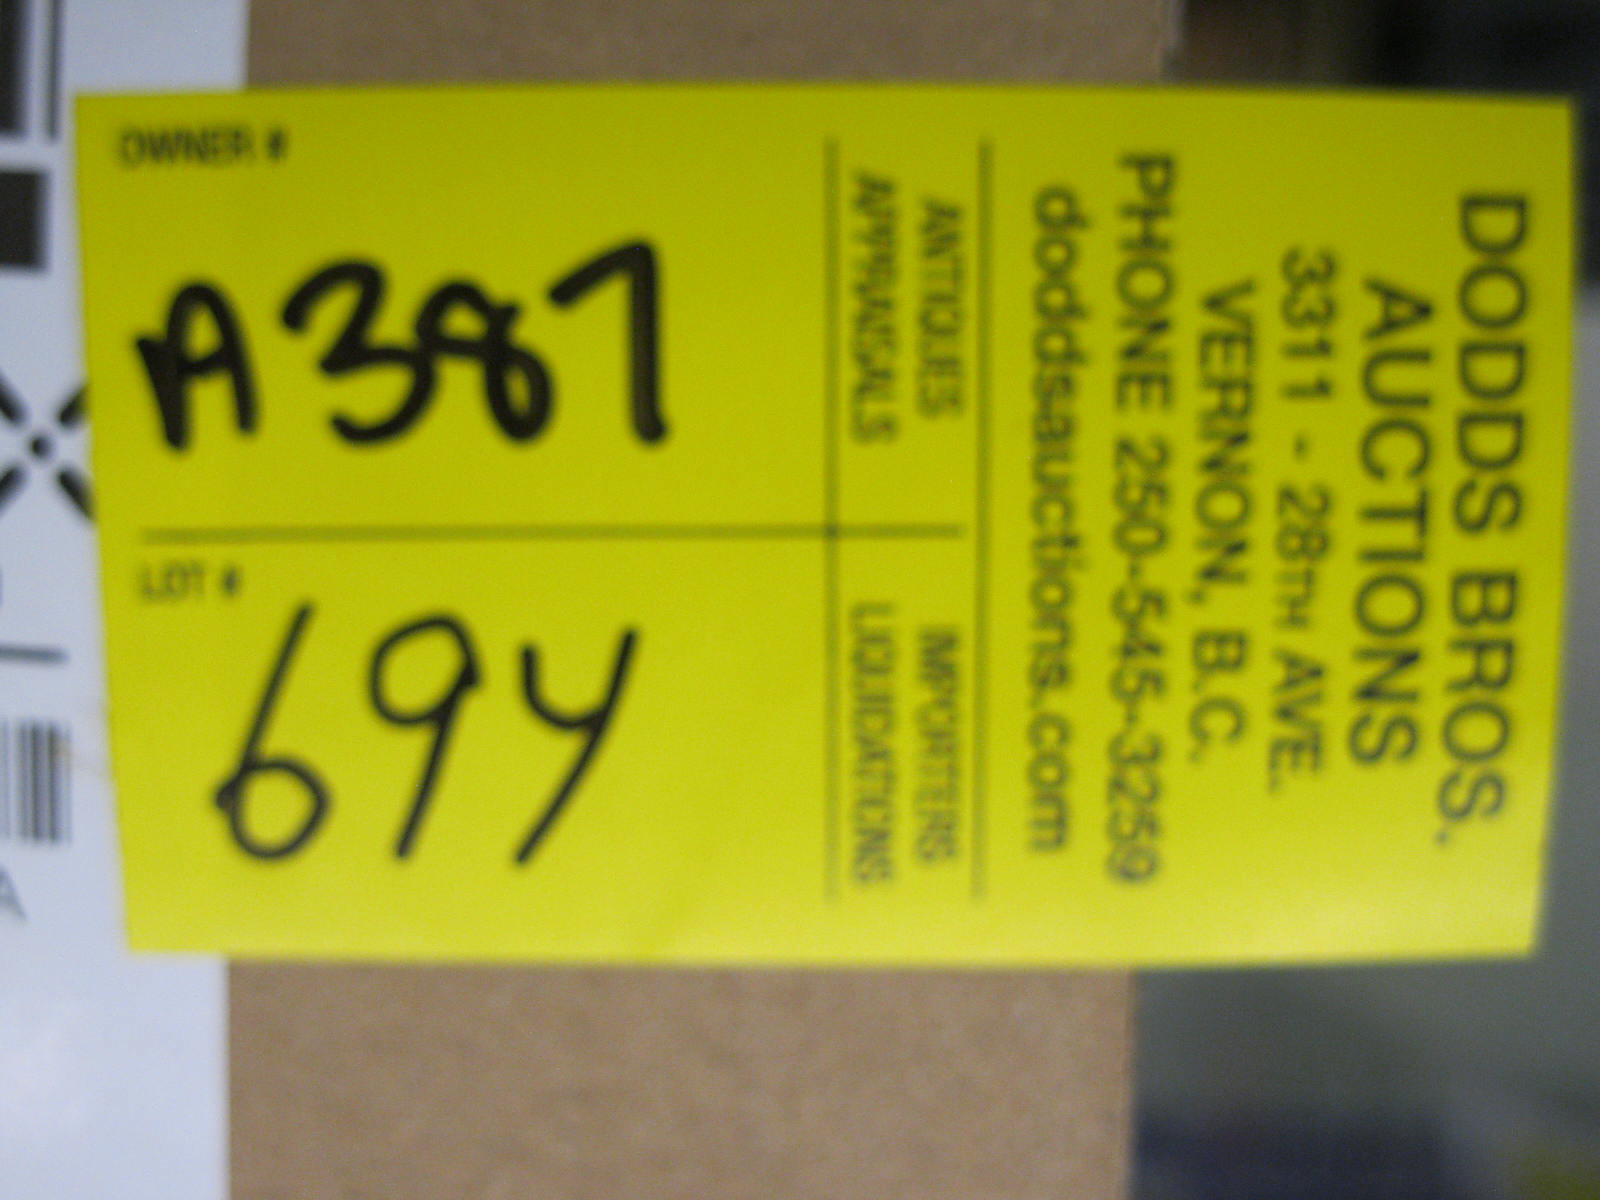 DODDS BROS.
AUCTIONS
3311 - 28TH AVE.
VERNON, B.C.
PHONE 250-545-3259
doddsauctions.com
ANTIQUES
APPRAISALS
IMPORTERS
LIQUIDATIONS
OWNER #
A387
LOT #
694